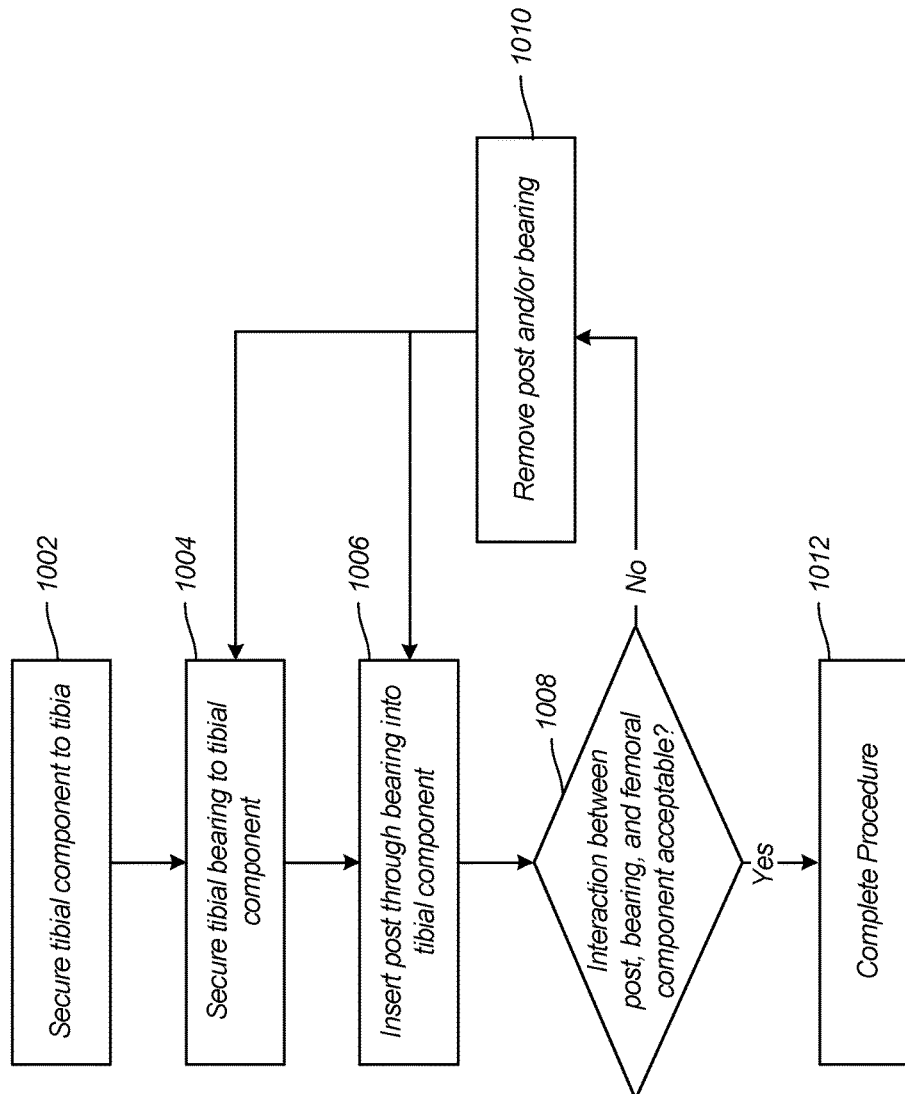 1002
Secure tibial component to tibia
1004
Secure tibial bearing to tibial
component
1006
Insert post through bearing into
tibial component
1008
Interaction between
post, bearing, and femoral
component acceptable?
No
1010
Remove post and/or bearing
Yes
1012
Complete Procedure